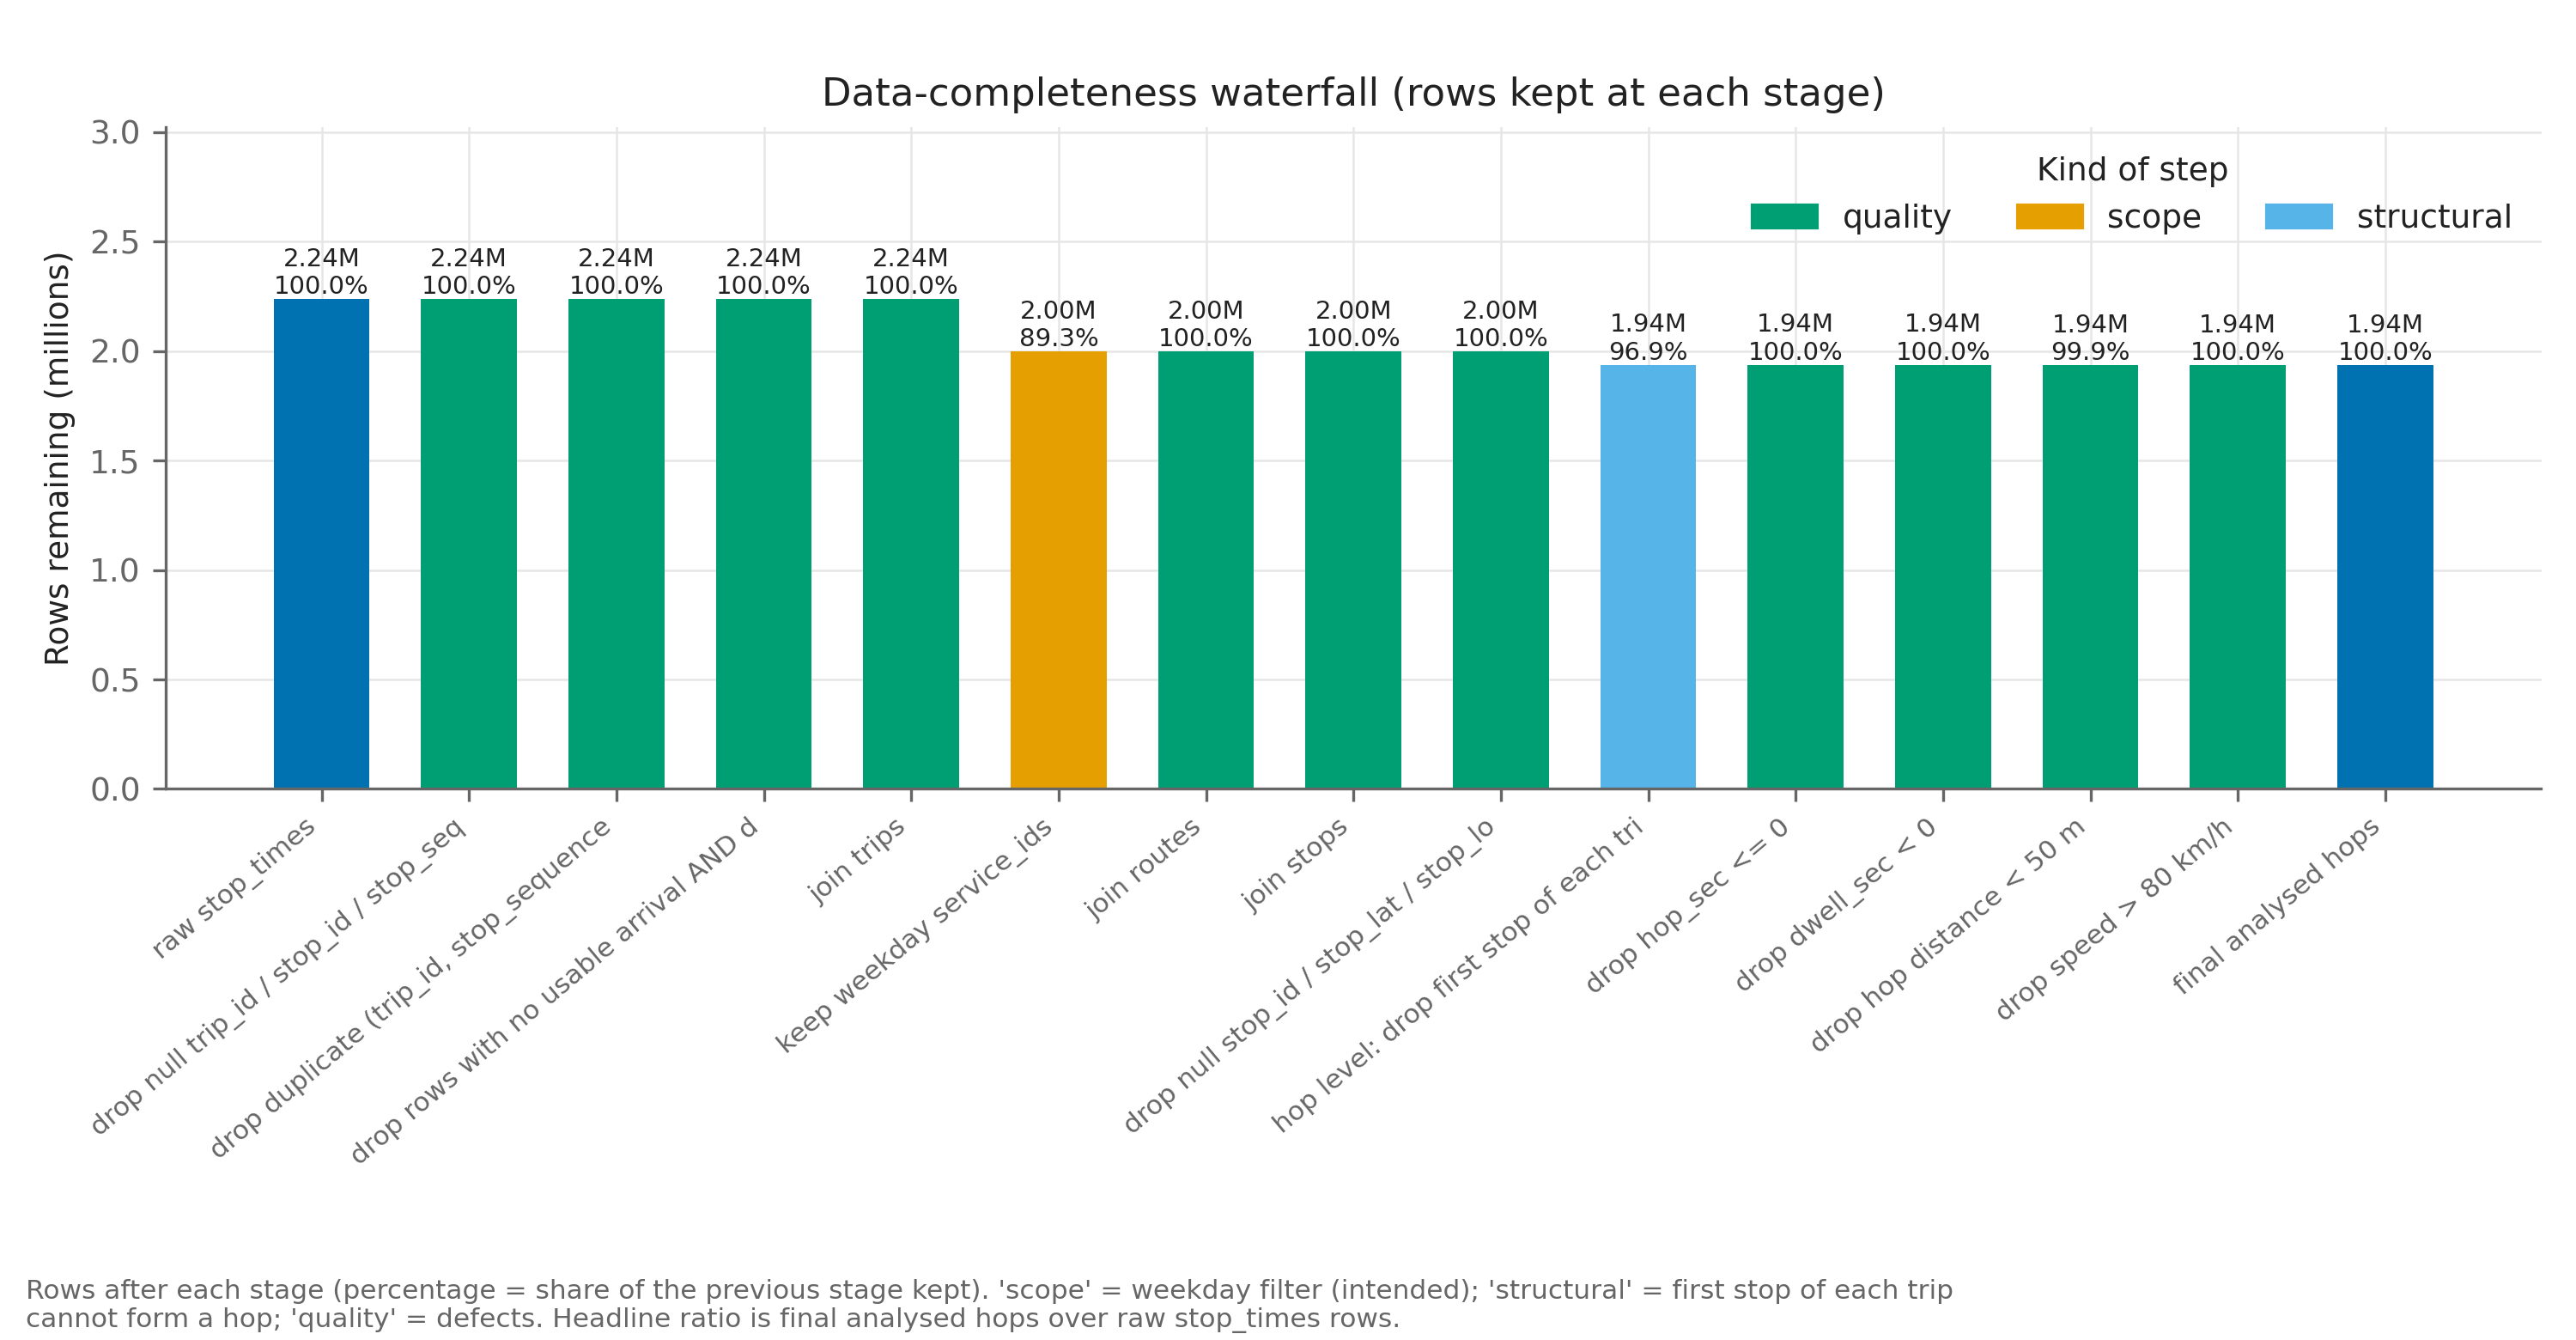 Data-completeness waterfall (rows kept at each stage)
Rows remaining (millions)
3.0
2.5
2.0
1.5
1.0
0.5
0.0
Kind of step
quality
scope
structural
2.24M
100.0%
2.24M
100.0%
2.24M
100.0%
2.24M
100.0%
2.24M
100.0%
2.00M
89.3%
2.00M
100.0%
2.00M
100.0%
2.00M
100.0%
1.94M
96.9%
1.94M
100.0%
1.94M
100.0%
1.94M
99.9%
1.94M
100.0%
1.94M
100.0%
raw stop_times
drop null trip_id / stop_id / stop_seq
drop duplicate (trip_id, stop_sequence
drop rows with no usable arrival AND d
join trips
keep weekday service_ids
join routes
join stops
drop null stop_id / stop_lat / stop_lo
hop level: drop first stop of each tri
drop hop_sec <= 0
drop dwell_sec < 0
drop hop distance < 50 m
drop speed > 80 km/h
final analysed hops
Rows after each stage (percentage = share of the previous stage kept). 'scope' = weekday filter (intended); 'structural' = first stop of each trip
cannot form a hop; 'quality' = defects. Headline ratio is final analysed hops over raw stop_times rows.